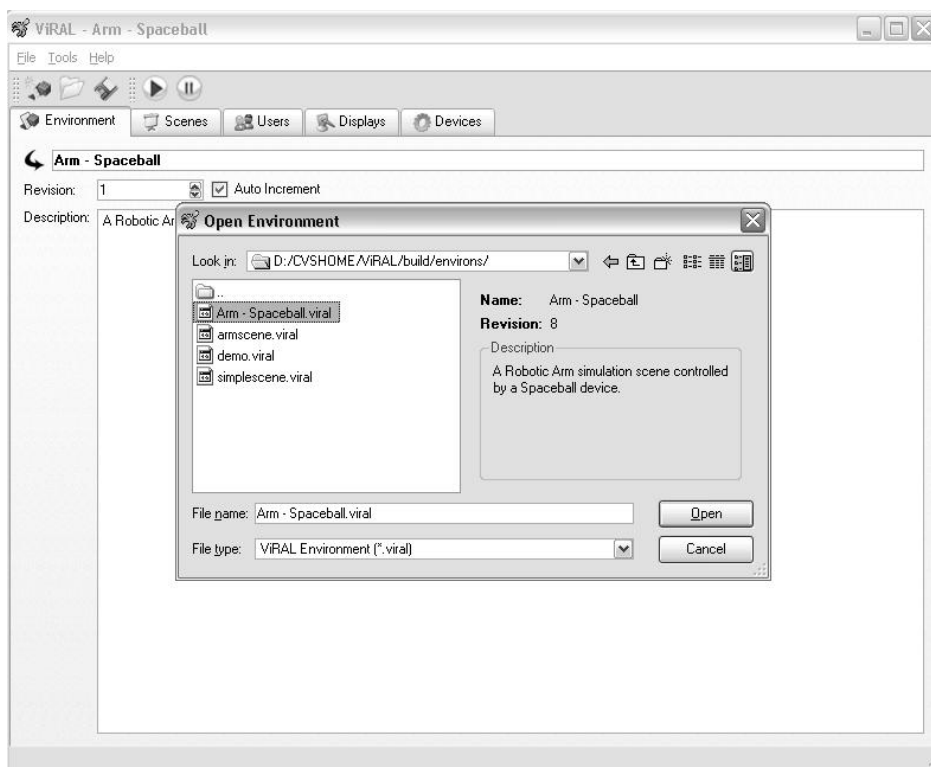 ViRAL - Arm - Spaceball
File Tools Help
Environment Scenes Users Displays Devices
Arm - Spaceball
Revision: 1 Auto Increment
Description: A Robotic Ar
Open Environment
Look in: D:/CVSHOME/ViRAL/build/environs/
..
Arm - Spaceball.viral
armscene.viral
demo.viral
simplescene.viral
Name: Arm - Spaceball
Revision: 8
Description
A Robotic Arm simulation scene controlled
by a Spaceball device.
File name: Arm - Spaceball.viral
Open
File type: ViRAL Environment (*.viral)
Cancel